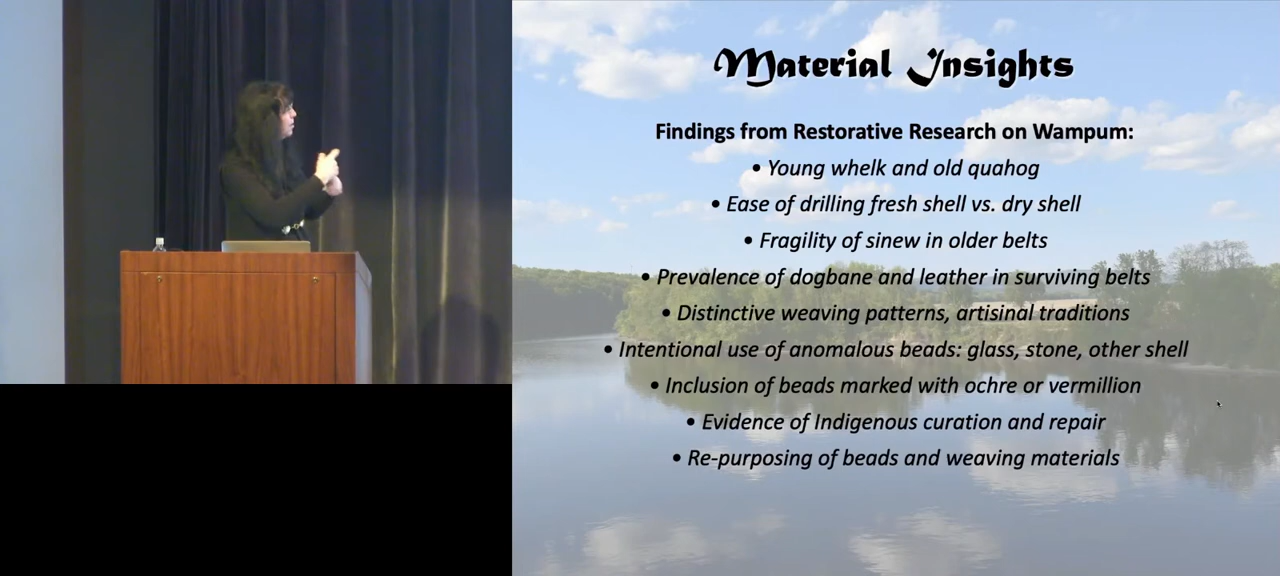 Material Insights
Findings from Restorative Research on Wampum:
• Young whelk and old quahog
• Ease of drilling fresh shell vs. dry shell
• Fragility of sinew in older belts
• Prevalence of dogbane and leather in surviving belts
• Distinctive weaving patterns, artisinal traditions
• Intentional use of anomalous beads: glass, stone, other shell
• Inclusion of beads marked with ochre or vermillion
• Evidence of Indigenous curation and repair
• Re-purposing of beads and weaving materials